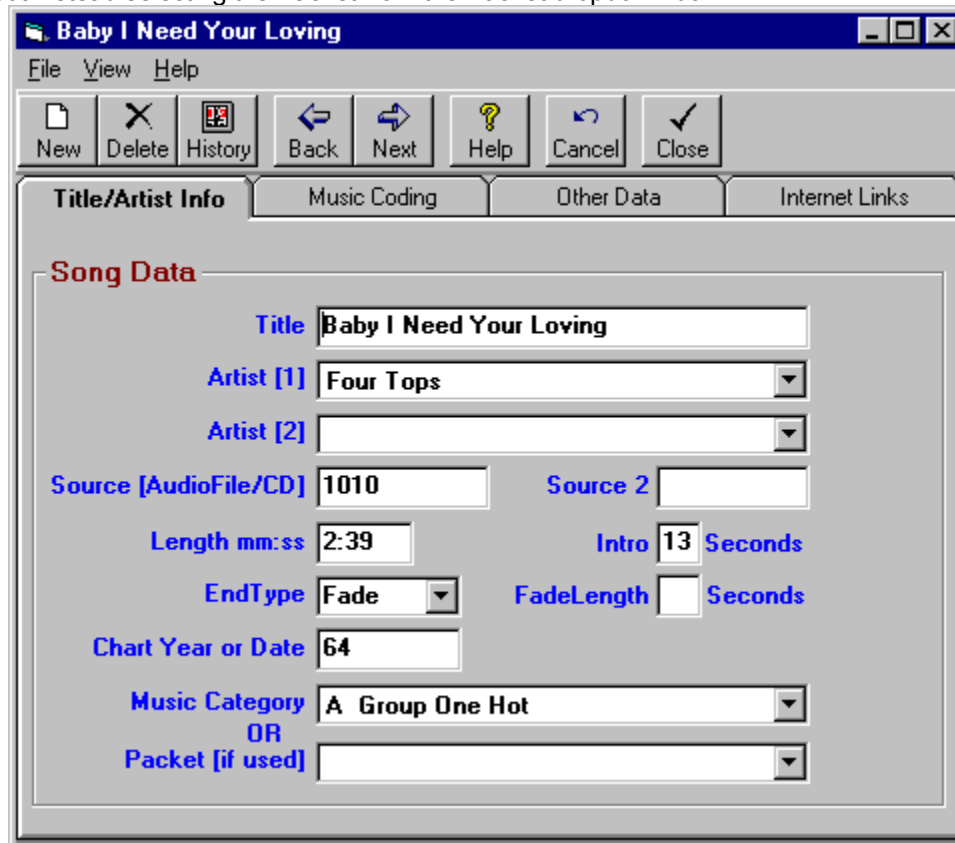 Baby I Need Your Loving
File View Help
New Delete History Back Next Help Cancel Close
Title/Artist Info Music Coding Other Data Internet Links
Song Data
Title Baby I Need Your Loving
Artist [1] Four Tops
Artist [2]
Source [AudioFile/CD] 1010 Source 2
Length mm:ss 2:39 Intro 13 Seconds
EndType Fade FadeLength Seconds
Chart Year or Date 64
Music Category A Group One Hot
OR
Packet [if used]